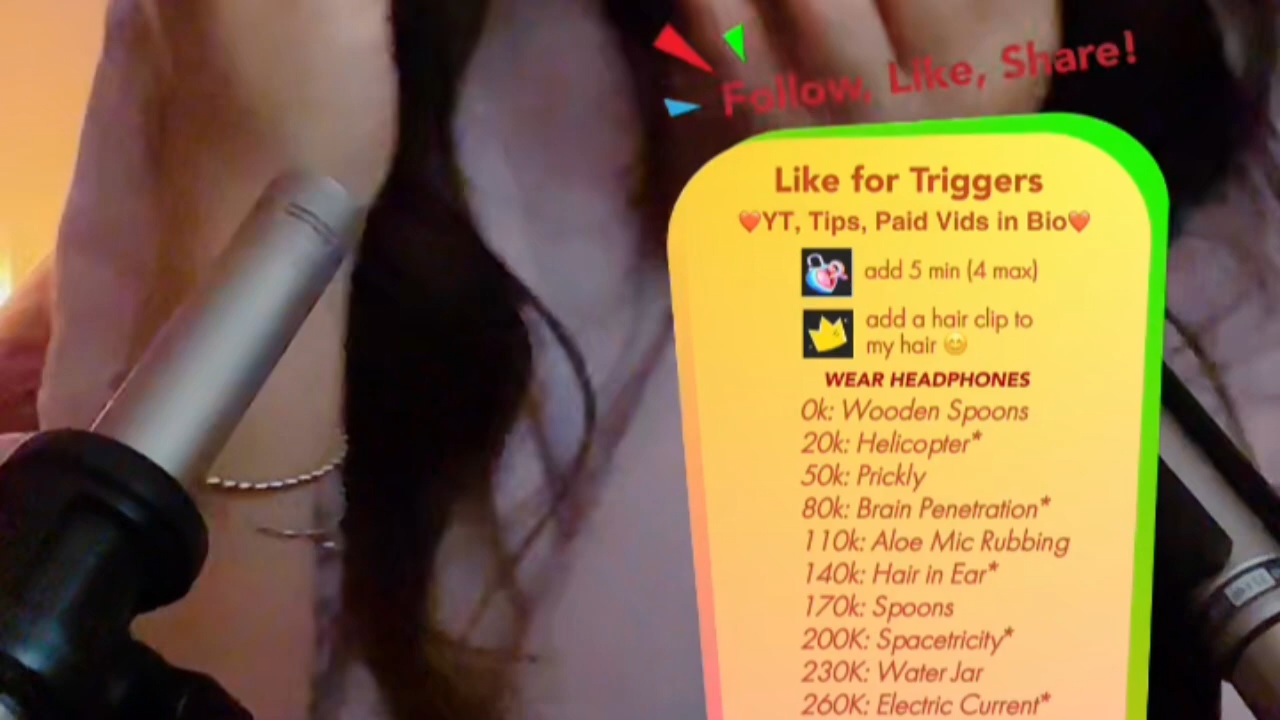 Follow, Like, Share!
Like for Triggers
❤️YT, Tips, Paid Vids in Bio❤️
add 5 min (4 max)
add a hair clip to
my hair 😊
WEAR HEADPHONES
0k: Wooden Spoons
20k: Helicopter*
50k: Prickly
80k: Brain Penetration*
110k: Aloe Mic Rubbing
140k: Hair in Ear*
170k: Spoons
200K: Spacetricity*
230K: Water Jar
260K: Electric Current*